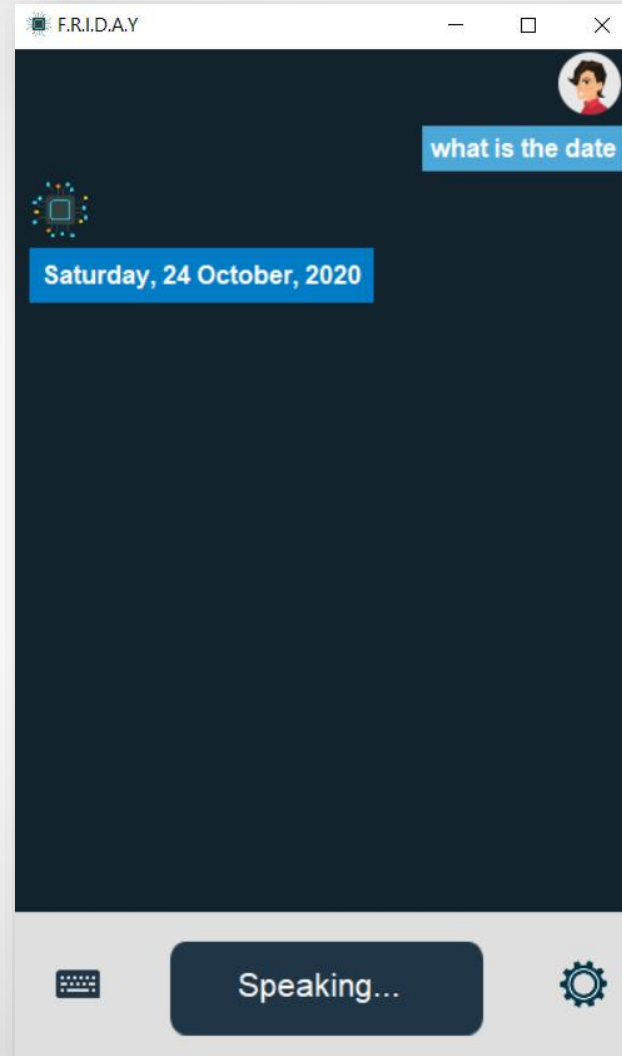 F.R.I.D.A.Y
what is the date
Saturday, 24 October, 2020
Speaking...